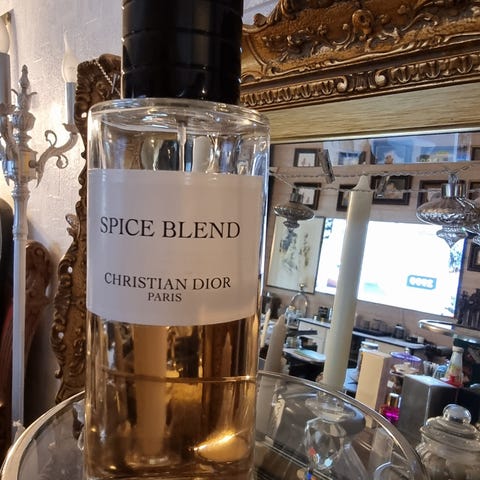 SPICE BLEND
CHRISTIAN DIOR
PARIS